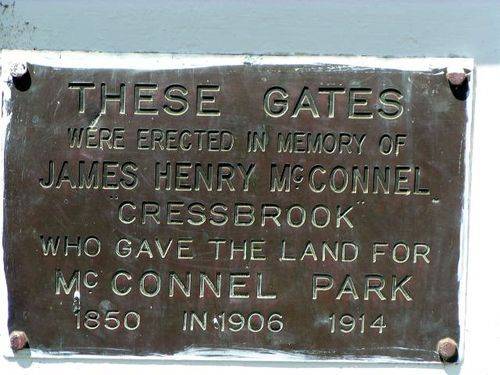 THESE GATES
WERE ERECTED IN MEMORY OF
JAMES HENRY McCONNEL
"CRESSBROOK"
WHO GAVE THE LAND FOR
McCONNEL PARK
1850 IN 1906 1914